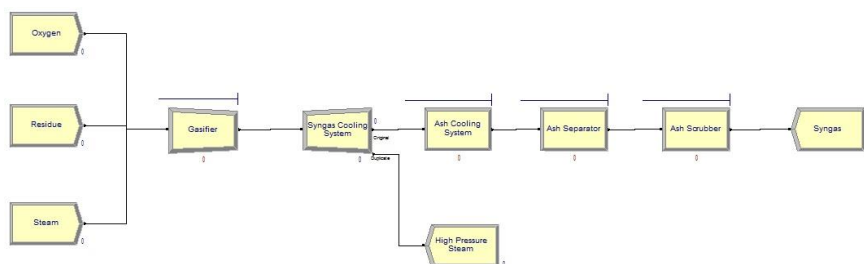 Oxygen
0
Residue
0
Steam
0
Gasifier
0
Syngas Cooling
System
0
Original
0
Duplicate
Ash Cooling
System
0
Ash Separator
0
Ash Scrubber
0
Syngas
High Pressure
Steam
0